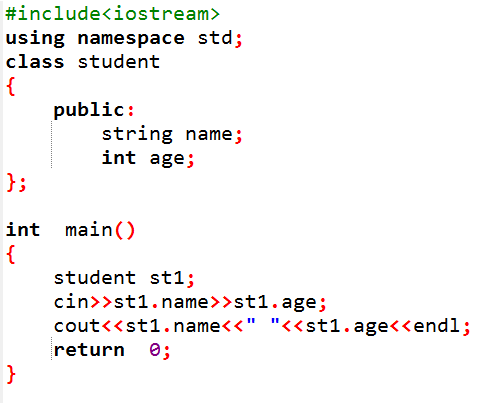 #include<iostream>
using namespace std;
class student
{
    public:
        string name;
        int age;
};

int  main()
{
    student st1;
    cin>>st1.name>>st1.age;
    cout<<st1.name<<" "<<st1.age<<endl;
    return  0;
}